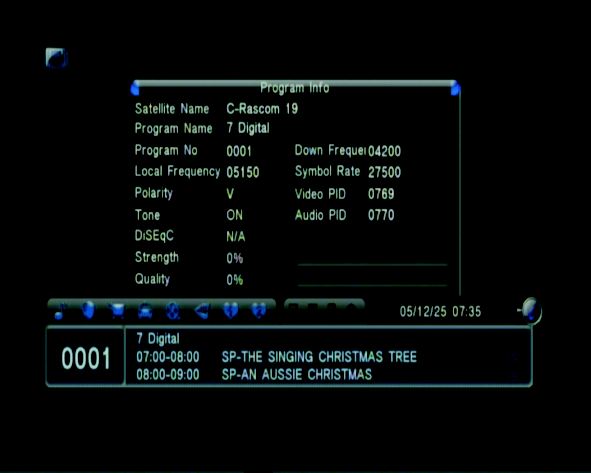 Program Info
Satellite Name C-Rascom 19
Program Name 7 Digital
Program No 0001 Down Freque 04200
Local Frequency 05150 Symbol Rate 27500
Polarity V Video PID 0769
Tone ON Audio PID 0770
DiSEqC N/A
Strength 0%
Quality 0%
05/12/25 07:35
0001
7 Digital
07:00-08:00 SP-THE SINGING CHRISTMAS TREE
08:00-09:00 SP-AN AUSSIE CHRISTMAS